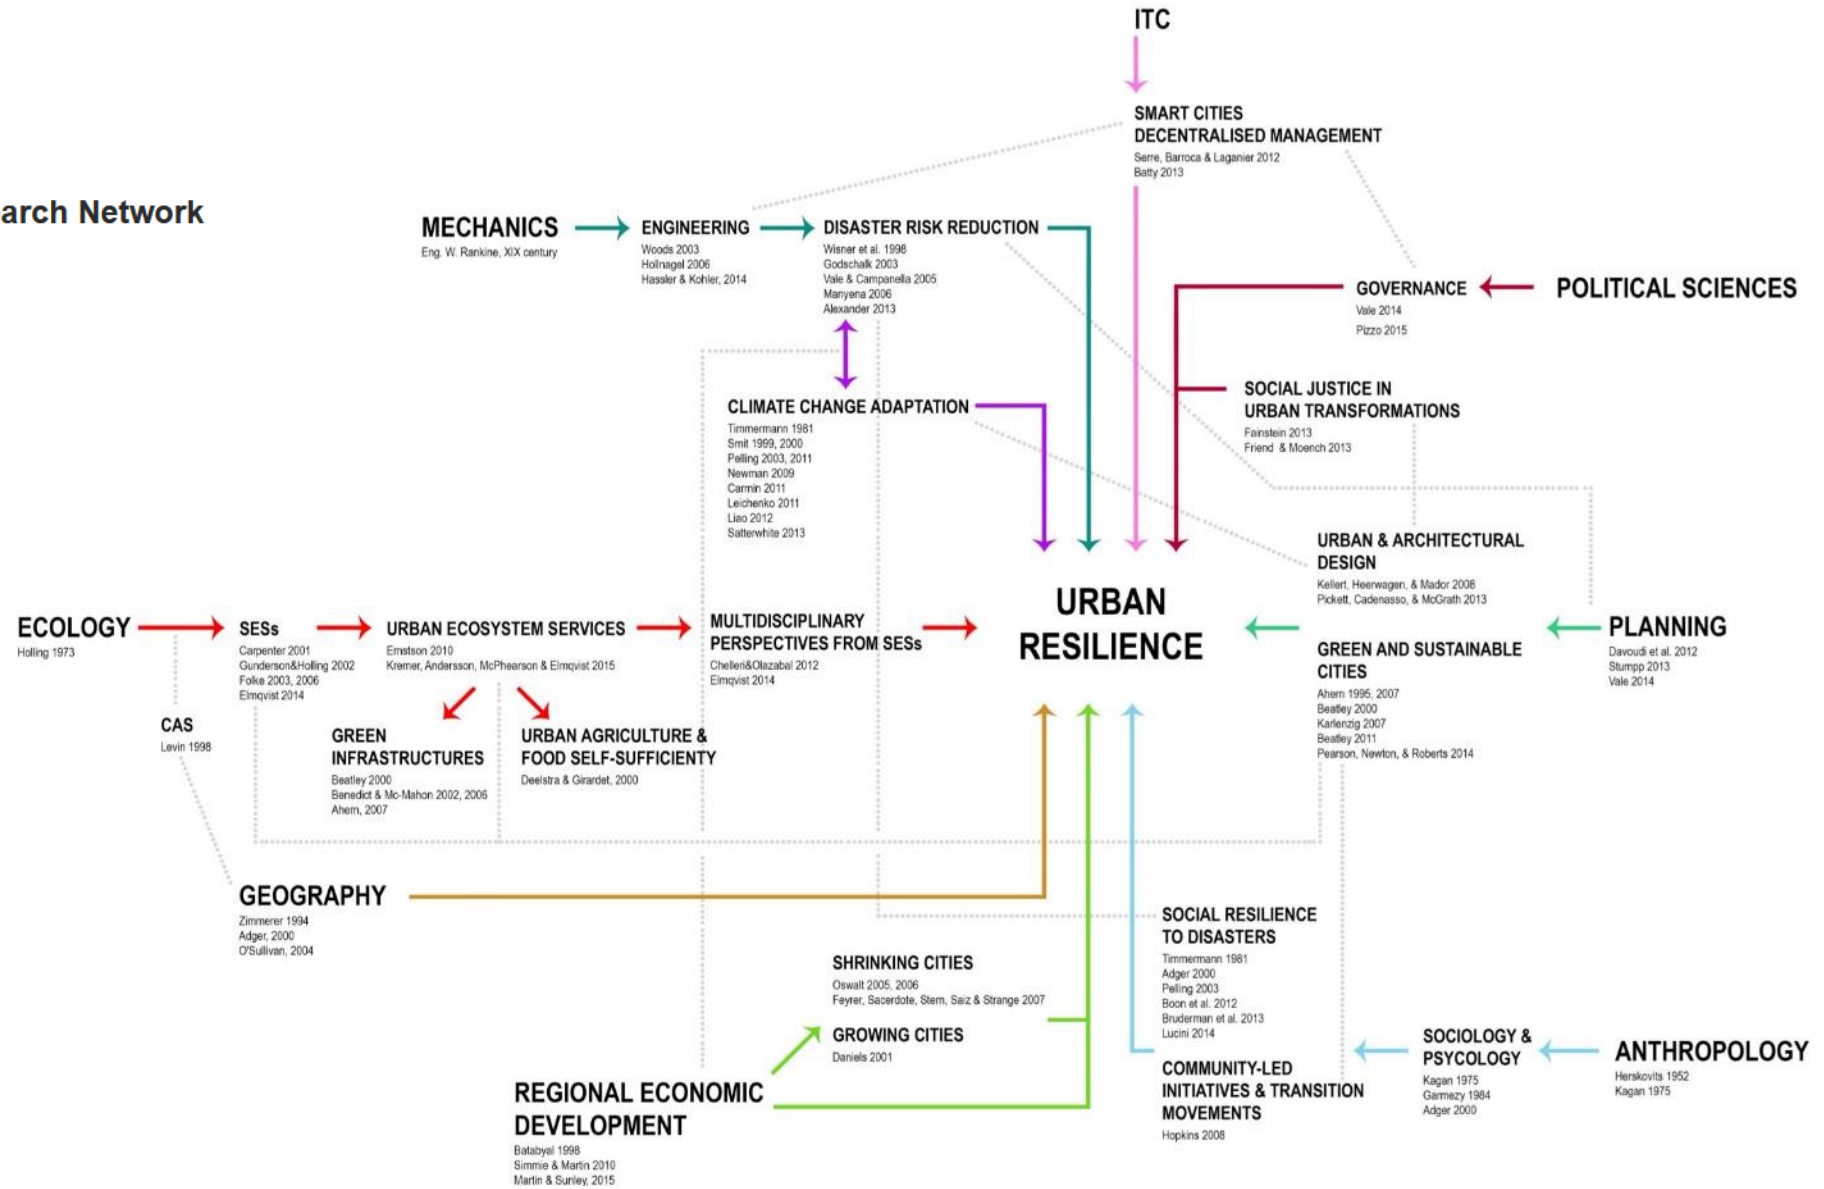 ITC
SMART CITIES
DECENTRALISED MANAGEMENT
Serre, Barroca & Laganier 2012
Batty 2013
arch Network
MECHANICS
Eng. W. Rankine, XIX century
ENGINEERING
Woods 2003
Hollnagel 2006
Hassler & Kohler, 2014
DISASTER RISK REDUCTION
Wisner et al. 1998
Godschalk 2003
Vale & Campanella 2005
Manyena 2006
Alexander 2013
GOVERNANCE
Vale 2014
Pizzo 2015
POLITICAL SCIENCES
SOCIAL JUSTICE IN
URBAN TRANSFORMATIONS
Fainstein 2013
Friend & Moench 2013
CLIMATE CHANGE ADAPTATION
Timmermann 1981
Smit 1999, 2000
Pelling 2003, 2011
Newman 2009
Carmin 2011
Leichenko 2011
Liao 2012
Satterwhite 2013
URBAN & ARCHITECTURAL
DESIGN
Kellert, Heerwagen, & Mador 2008
Pickett, Cadenasso, & McGrath 2013
ECOLOGY
Holling 1973
SESs
Carpenter 2001
Gunderson&Holling 2002
Folke 2003, 2006
Elmqvist 2014
URBAN ECOSYSTEM SERVICES
Ernstson 2010
Kremer, Andersson, McPhearson & Elmqvist 2015
MULTIDISCIPLINARY
PERSPECTIVES FROM SESs
Chelleri&Olazabal 2012
Elmqvist 2014
URBAN
RESILIENCE
GREEN AND SUSTAINABLE
CITIES
Ahern 1995, 2007
Beatley 2000
Karlenzig 2007
Beatley 2011
Pearson, Newton, & Roberts 2014
PLANNING
Davoudi et al. 2012
Stumpp 2013
Vale 2014
CAS
Levin 1998
GREEN
INFRASTRUCTURES
Beatley 2000
Benedict & Mc-Mahon 2002, 2006
Ahern, 2007
URBAN AGRICULTURE &
FOOD SELF-SUFFICIENTY
Deelstra & Girardet, 2000
GEOGRAPHY
Zimmerer 1994
Adger, 2000
O'Sullivan, 2004
SHRINKING CITIES
Oswalt 2005, 2006
Feyrer, Sacerdote, Stern, Saiz & Strange 2007
GROWING CITIES
Daniels 2001
REGIONAL ECONOMIC
DEVELOPMENT
Batabyal 1998
Simmie & Martin 2010
Martin & Sunley, 2015
SOCIAL RESILIENCE
TO DISASTERS
Timmermann 1981
Adger 2000
Pelling 2003
Boon et al. 2012
Bruderman et al. 2013
Lucini 2014
COMMUNITY-LED
INITIATIVES & TRANSITION
MOVEMENTS
Hopkins 2008
SOCIOLOGY &
PSYCOLOGY
Kagan 1975
Garmezy 1984
Adger 2000
ANTHROPOLOGY
Herskovits 1952
Kagan 1975